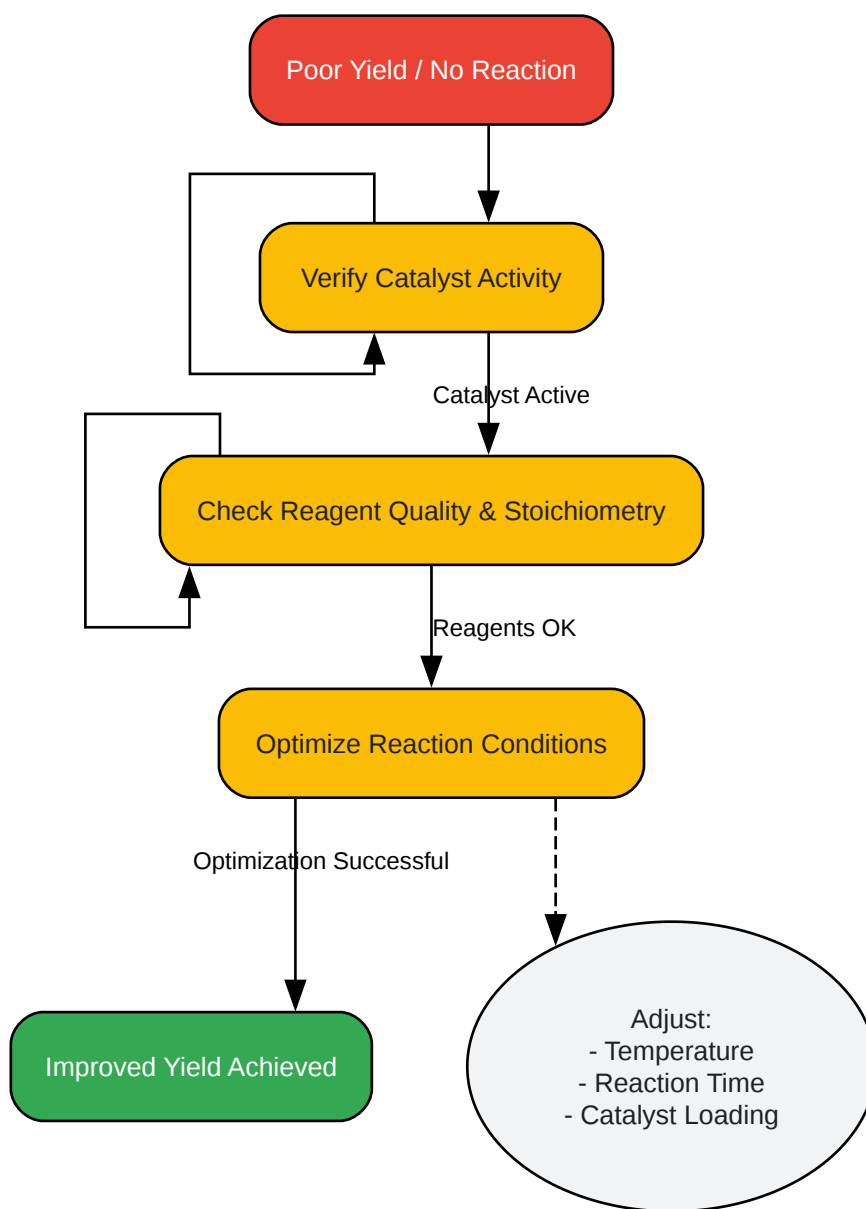 Poor Yield / No Reaction
Verify Catalyst Activity
Catalyst Active
Check Reagent Quality & Stoichiometry
Reagents OK
Optimize Reaction Conditions
Optimization Successful
Improved Yield Achieved
Adjust:
- Temperature
- Reaction Time
- Catalyst Loading